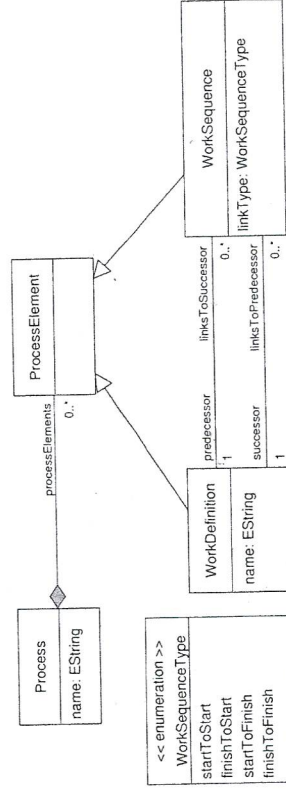 Process
name: EString
processElements
0..*
ProcessElement
<< enumeration >>
WorkSequenceType
startToStart
finishToStart
startToFinish
finishToFinish
WorkDefinition
name: EString
predecessor
1
linksToSuccessor
0..*
successor
1
linksToPredecessor
0..*
WorkSequence
linkType: WorkSequenceType